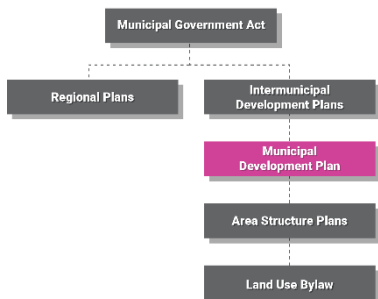 Municipal Government Act
Regional Plans
Intermunicipal
Development Plans
Municipal
Development Plan
Area Structure Plans
Land Use Bylaw